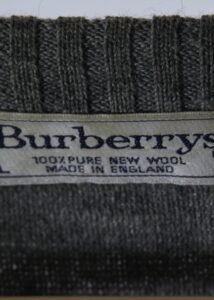 Burberrys
100% PURE NEW WOOL
MADE IN ENGLAND